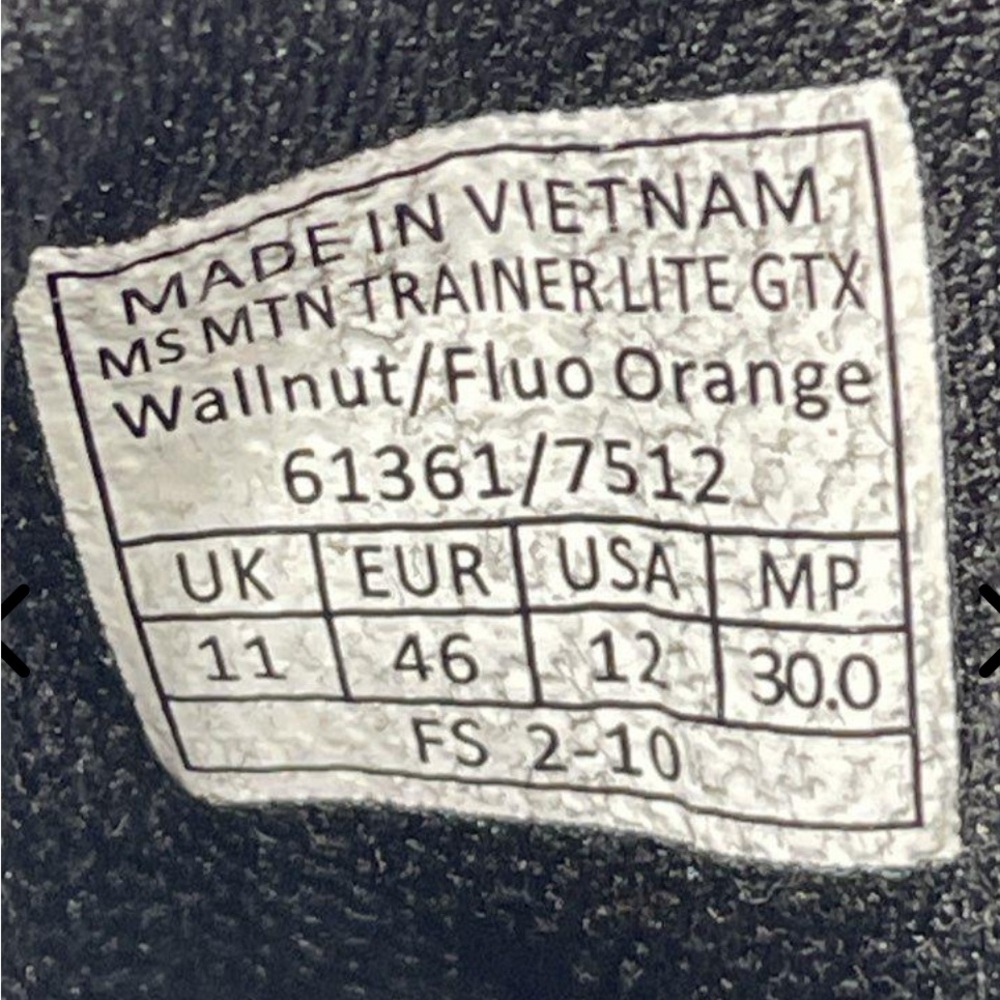 MADE IN VIETNAM
MS MTN TRAINER LITE GTX
Wallnut/Fluo Orange
61361/7512
UK EUR USA MP
11 46 12 30.0
FS 2-10